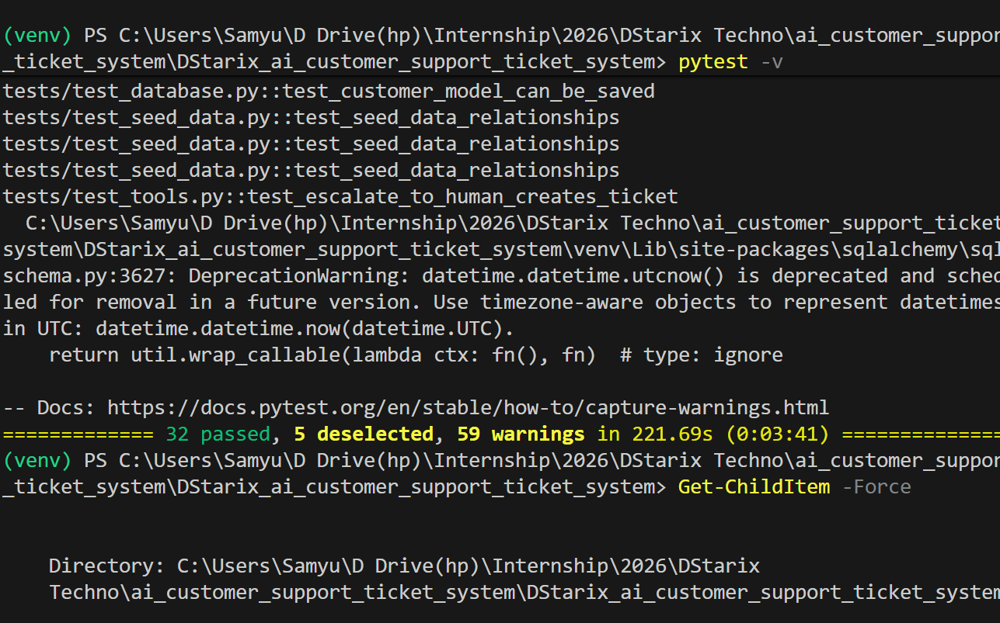 (venv) PS C:\Users\Samyu\D Drive(hp)\Internship\2026\DStarix Techno\ai_customer_suppor
_ticket_system\DStarix_ai_customer_support_ticket_system> pytest -v
tests/test_database.py::test_customer_model_can_be_saved
tests/test_seed_data.py::test_seed_data_relationships
tests/test_seed_data.py::test_seed_data_relationships
tests/test_seed_data.py::test_seed_data_relationships
tests/test_tools.py::test_escalate_to_human_creates_ticket
  C:\Users\Samyu\D Drive(hp)\Internship\2026\DStarix Techno\ai_customer_support_ticket
system\DStarix_ai_customer_support_ticket_system\venv\Lib\site-packages\sqlalchemy\sql
schema.py:3627: DeprecationWarning: datetime.datetime.utcnow() is deprecated and sched
led for removal in a future version. Use timezone-aware objects to represent datetimes
in UTC: datetime.datetime.now(datetime.UTC).
    return util.wrap_callable(lambda ctx: fn(), fn)  # type: ignore
-- Docs: https://docs.pytest.org/en/stable/how-to/capture-warnings.html
============= 32 passed, 5 deselected, 59 warnings in 221.69s (0:03:41) ==============
(venv) PS C:\Users\Samyu\D Drive(hp)\Internship\2026\DStarix Techno\ai_customer_suppor
_ticket_system\DStarix_ai_customer_support_ticket_system> Get-ChildItem -Force
    Directory: C:\Users\Samyu\D Drive(hp)\Internship\2026\DStarix
    Techno\ai_customer_support_ticket_system\DStarix_ai_customer_support_ticket_system